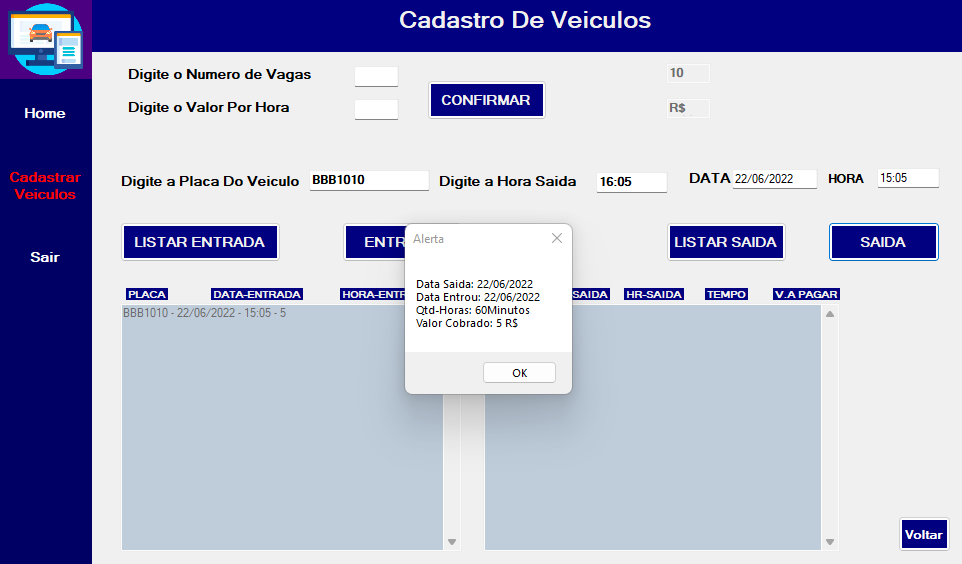 Cadastro De Veiculos
Digite o Numero de Vagas
10
Digite o Valor Por Hora
CONFIRMAR
R$
Home
Cadastrar
Veiculos
Sair
Digite a Placa Do Veiculo BBB1010 Digite a Hora Saida 16:05 DATA 22/06/2022 HORA 15:05
LISTAR ENTRADA ENTR LISTAR SAIDA SAIDA
Alerta
Data Saida: 22/06/2022
Data Entrou: 22/06/2022
Qtd-Horas: 60Minutos
Valor Cobrado: 5 R$
OK
PLACA DATA-ENTRADA HORA-ENTR SAIDA HR-SAIDA TEMPO V.A PAGAR
BBB1010 - 22/06/2022 - 15:05 - 5
Voltar